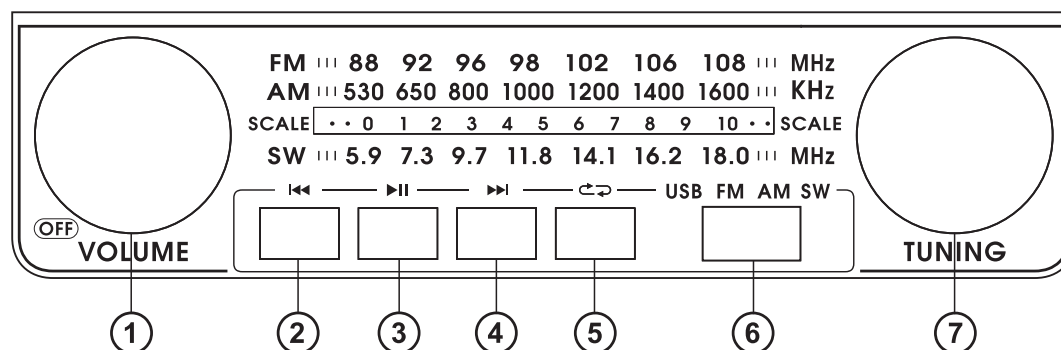 FM 88 92 96 98 102 106 108 MHz
AM 530 650 800 1000 1200 1400 1600 KHz
SCALE 0 1 2 3 4 5 6 7 8 9 10 SCALE
SW 5.9 7.3 9.7 11.8 14.1 16.2 18.0 MHz
USB FM AM SW
OFF
VOLUME
TUNING
1 2 3 4 5 6 7